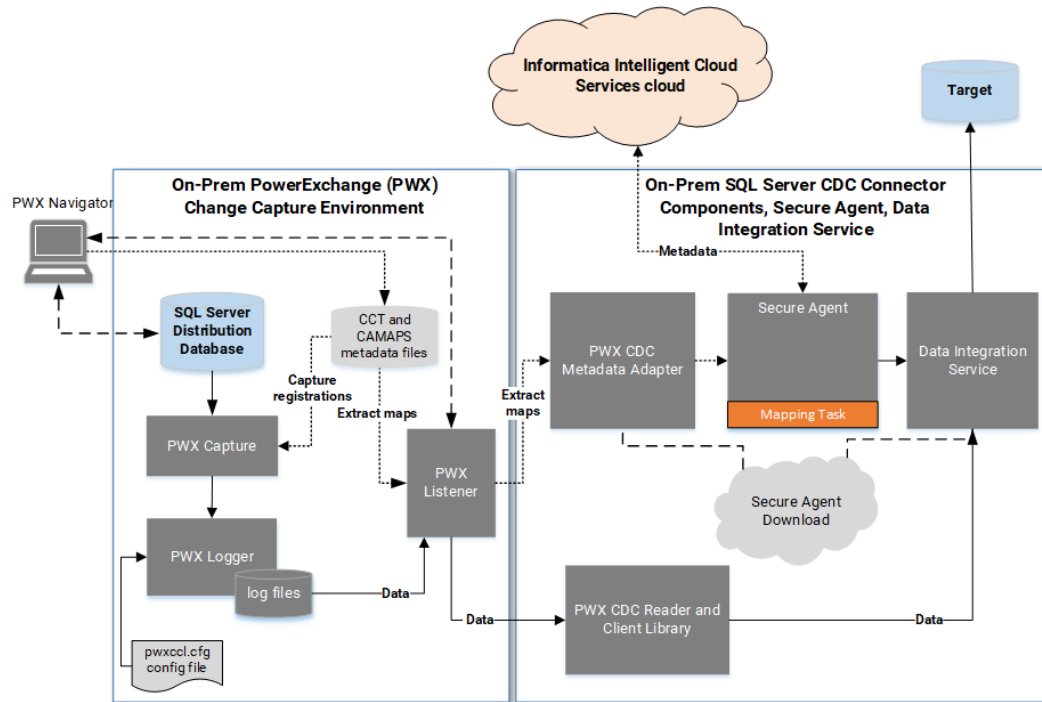 Informatica Intelligent Cloud
Services cloud
Target
On-Prem PowerExchange (PWX)
Change Capture Environment
On-Prem SQL Server CDC Connector
Components, Secure Agent, Data
Integration Service
PWX Navigator
Metadata
SQL Server
Distribution
Database
CCT and
CAMAPS
metadata files
Secure Agent
PWX CDC
Metadata Adapter
Data Integration
Service
Capture
registrations
Extract maps
Extract
maps
Mapping Task
PWX Capture
PWX
Listener
Secure Agent
Download
PWX Logger
log files
Data
Data
PWX CDC Reader and
Client Library
Data
pwxccl.cfg
config file